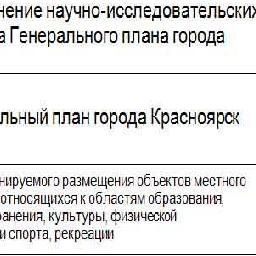 нение научно-исследовательских
а Генерального плана города
льный план города Красноярск
нируемого размещения объектов местного
относящихся к областям образования,
ранения, культуры, физической
и спорта, рекреации